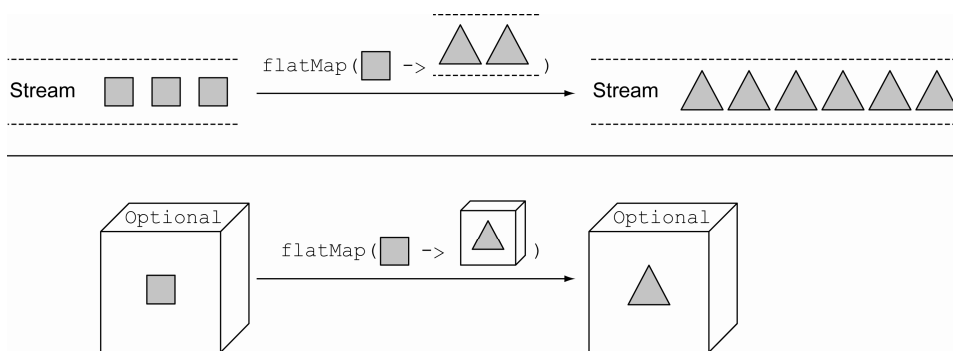 flatMap( -> )
Stream
Stream
Optional
Optional
flatMap( -> )